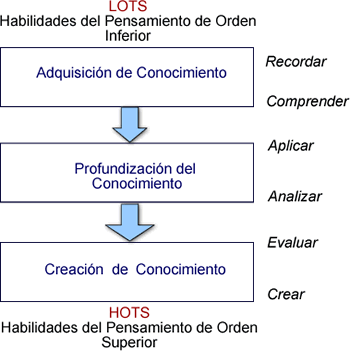 LOTS
Habilidades del Pensamiento de Orden
Inferior
Adquisición de Conocimiento
Recordar
Comprender
Profundización del
Conocimiento
Aplicar
Analizar
Creación de Conocimiento
Evaluar
Crear
HOTS
Habilidades del Pensamiento de Orden
Superior